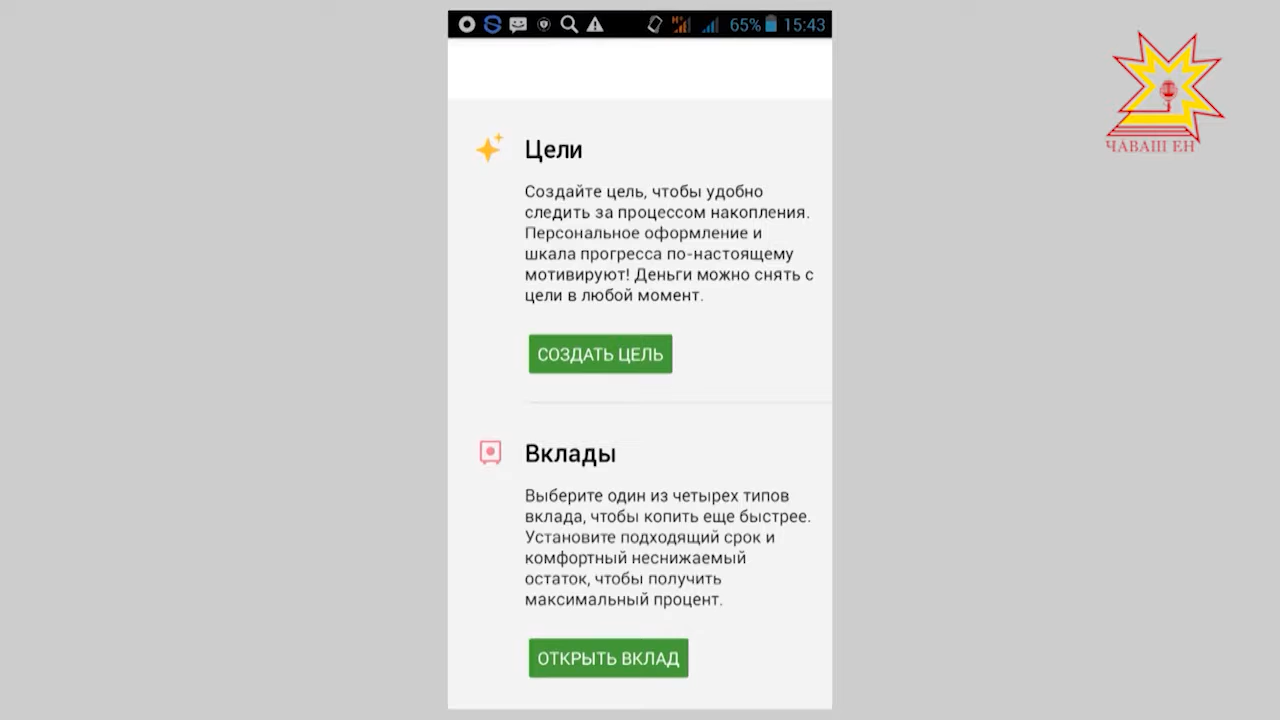 65% 15:43
ЧӐВАШ ЕН
Цели
Создайте цель, чтобы удобно
следить за процессом накопления.
Персональное оформление и
шкала прогресса по-настоящему
мотивируют! Деньги можно снять с
цели в любой момент.
СОЗДАТЬ ЦЕЛЬ
Вклады
Выберите один из четырех типов
вклада, чтобы копить еще быстрее.
Установите подходящий срок и
комфортный неснижаемый
остаток, чтобы получить
максимальный процент.
ОТКРЫТЬ ВКЛАД